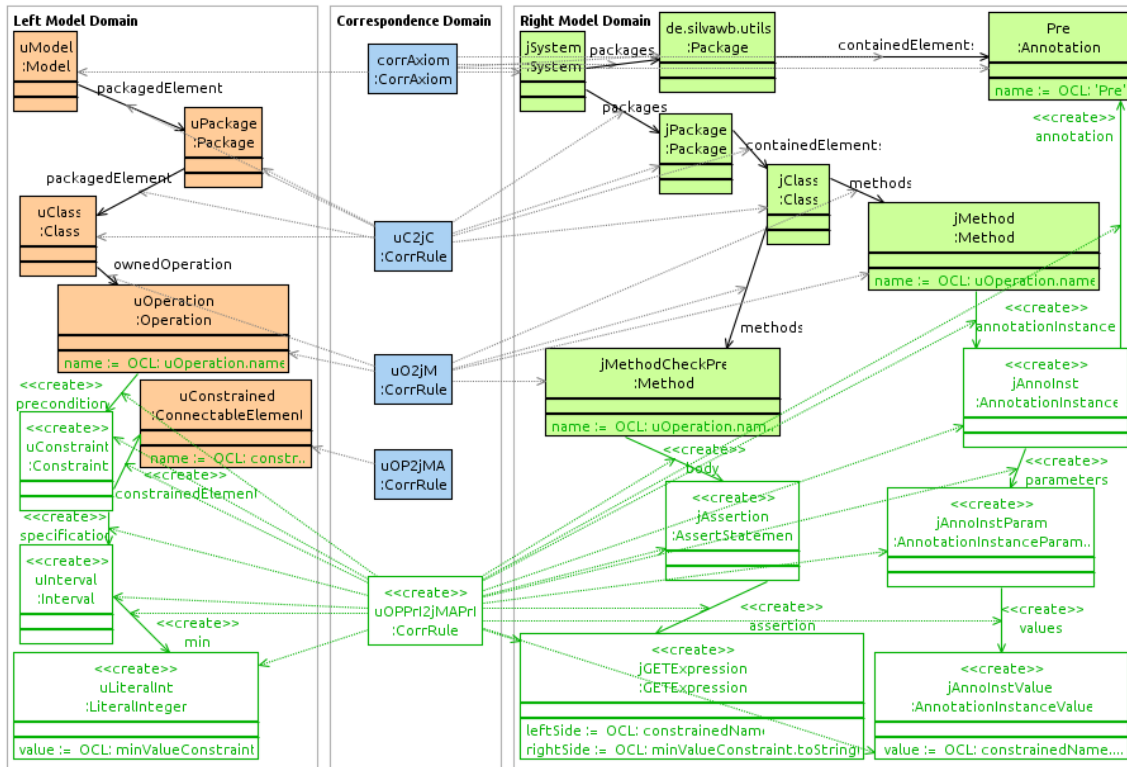 Left Model Domain
uModel
:Model
packagedElement
uPackage
:Package
packagedElement
uClass
:Class
ownedOperation
uOperation
:Operation
name := OCL: uOperation.name
<<create>>
precondition
<<create>>
uConstraint
:Constraint
uConstrained
:ConnectableElement
name := OCL: constr...
<<create>>
constrainedElement
<<create>>
specification
<<create>>
uInterval
:Interval
<<create>>
min
<<create>>
uLiteralInt
:LiteralInteger
value := OCL: minValueConstraint
Correspondence Domain
corrAxiom
:CorrAxiom
uC2jC
:CorrRule
uO2jM
:CorrRule
uOP2jMA
:CorrRule
<<create>>
uOPPrI2jMAPrI
:CorrRule
Right Model Domain
jSystem
:System
packages
de.silvawb.utils
:Package
containedElements
Pre
:Annotation
name := OCL: 'Pre'
packages
jPackage
:Package
containedElements
<<create>>
annotation
jClass
:Class
methods
jMethod
:Method
name := OCL: uOperation.name
methods
<<create>>
annotationInstance
jMethodCheckPre
:Method
name := OCL: uOperation.nam...
<<create>>
jAnnoInst
:AnnotationInstance
<<create>>
body
<<create>>
parameters
<<create>>
jAssertion
:AssertStatemen
<<create>>
jAnnoInstParam
:AnnotationInstanceParam...
<<create>>
assertion
<<create>>
values
<<create>>
jGETExpression
:GETExpression
leftSide := OCL: constrainedName
rightSide := OCL: minValueConstraint.toString(
<<create>>
jAnnoInstValue
:AnnotationInstanceValue
value := OCL: constrainedName....